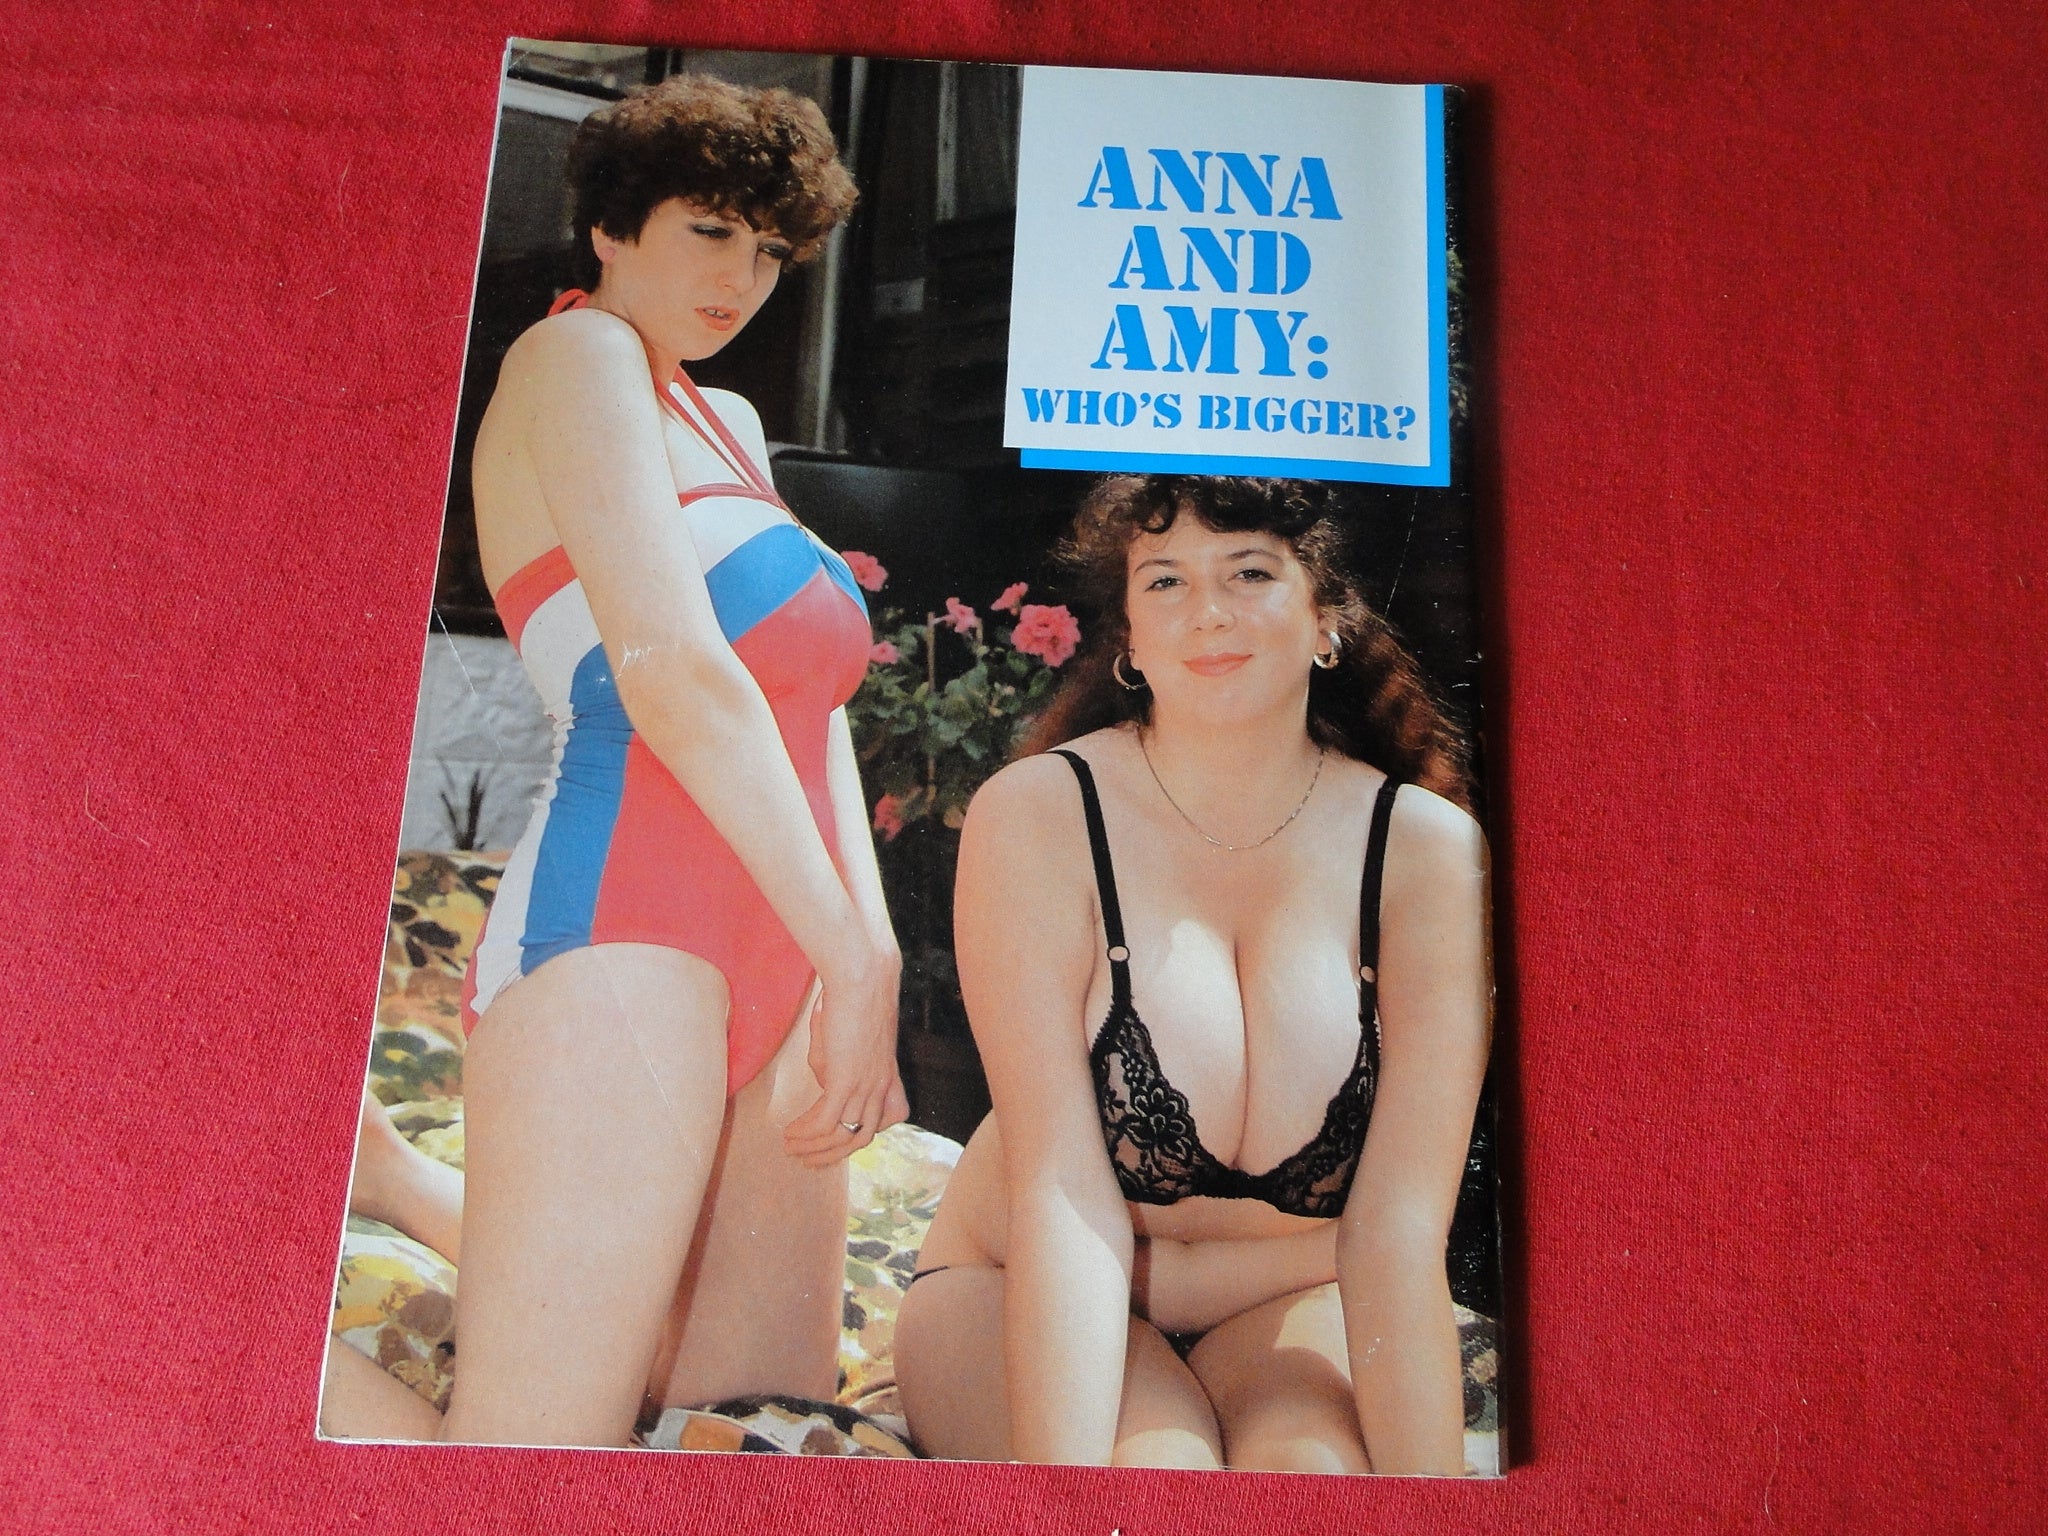 ANNA
AND
AMY:
WHO'S BIGGER?